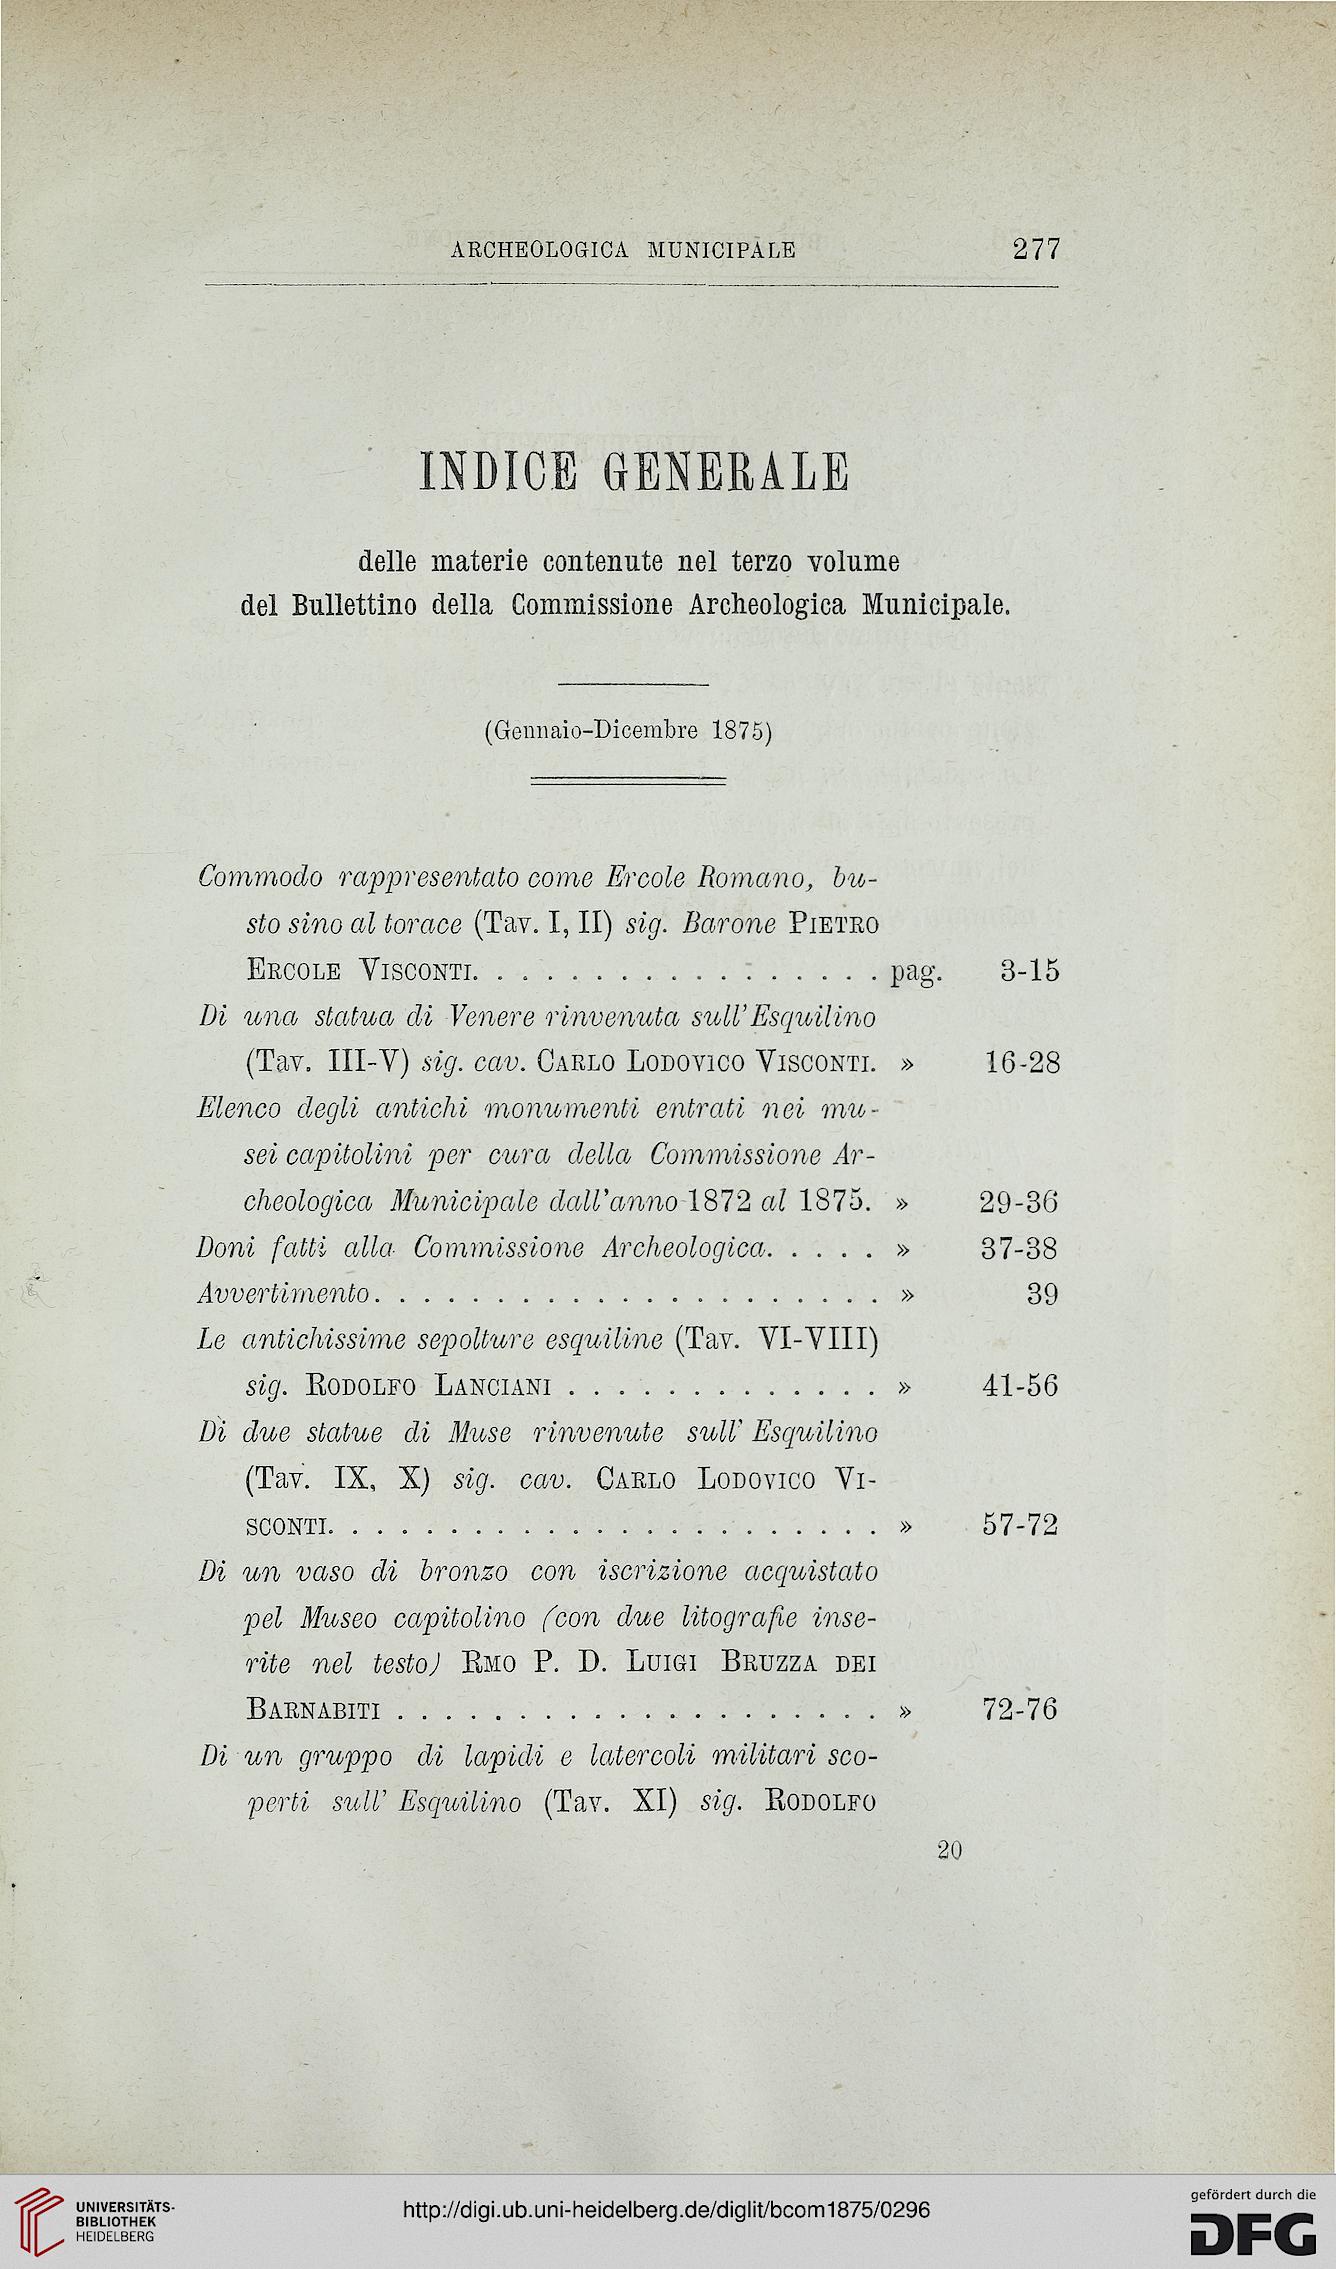 ARCHEOLOGICA MUNICIPALE 277
INDICE GENERALE
delle materie contenute nel terzo volume
del Bullettino della Commissione Archeologica Municipale.
(Gennaio-Dicembre 1875)
Commodo rappresentato come Ercole Romano, bu-
sto sino al torace (Tav. I, II) sig. Barone PIETRO
ERCOLE VISCONTI. . . . . . . . . . . . . . . . . . pag. 3-15
Di una statua di Venere rinvenuta sull'Esquilino
(Tav. III-V) sig. cav. CARLO LODOVICO VISCONTI. » 16-28
Elenco degli antichi monumenti entrati nei mu-
sei capitolini per cura della Commissione Ar-
cheologica Municipale dall'anno 1872 al 1875. » 29-36
Doni fatti alla Commissione Archeologica. . . . . » 37-38
Avvertimento. . . . . . . . . . . . . . . . . . . . . . » 39
Le antichissime sepolture esquiline (Tav. VI-VIII)
sig. RODOLFO LANCIANI . . . . . . . . . . . . . » 41-56
Di due statue di Muse rinvenute sull' Esquilino
(Tav. IX, X) sig. cav. CARLO LODOVICO VI-
SCONTI. . . . . . . . . . . . . . . . . . . . . . . . » 57-72
Di un vaso di bronzo con iscrizione acquistato
pel Museo capitolino (con due litografie inse-
rite nel testo) RMO P. D. LUIGI BRUZZA DEI
BARNABITI . . . . . . . . . . . . . . . . . . . . » 72-76
Di un gruppo di lapidi e latercoli militari sco-
perti sull' Esquilino (Tav. XI) sig. RODOLFO
20
UNIVERSITÄTS-
BIBLIOTHEK
HEIDELBERG
http://digi.ub.uni-heidelberg.de/diglit/bcom1875/0296
gefördert durch die
DFG